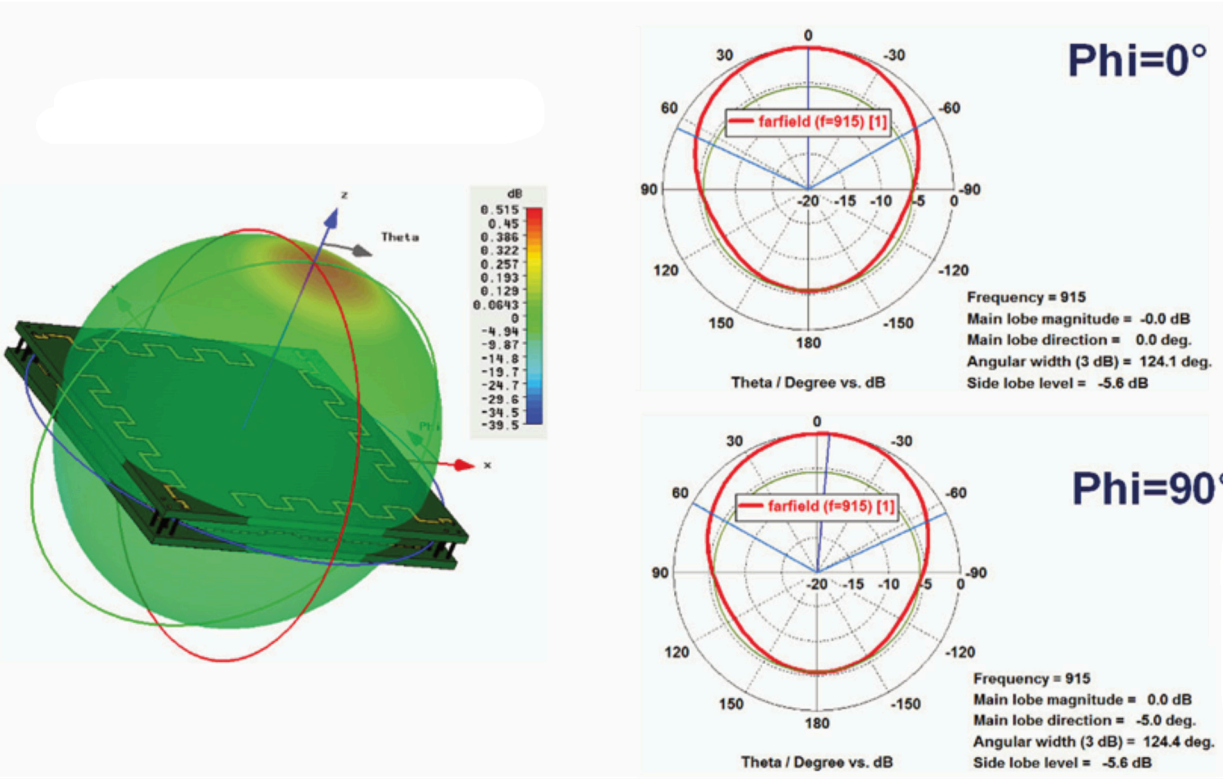 z
Theta
Phi
x
dB
0.515
0.45
0.386
0.322
0.257
0.193
0.129
0.0643
0
-4.94
-9.87
-14.8
-19.7
-24.7
-29.6
-34.5
-39.5
Phi=0°
0
30 -30
60 -60
farfield (f=915) [1]
90 -20 -15 -10 -5 0 -90
120 -120
150 -150
180
Theta / Degree vs. dB
Frequency = 915
Main lobe magnitude = -0.0 dB
Main lobe direction = 0.0 deg.
Angular width (3 dB) = 124.1 deg.
Side lobe level = -5.6 dB
Phi=90°
0
30 -30
60 -60
farfield (f=915) [1]
90 -20 -15 -10 -5 0 -90
120 -120
150 -150
180
Theta / Degree vs. dB
Frequency = 915
Main lobe magnitude = 0.0 dB
Main lobe direction = -5.0 deg.
Angular width (3 dB) = 124.4 deg.
Side lobe level = -5.6 dB